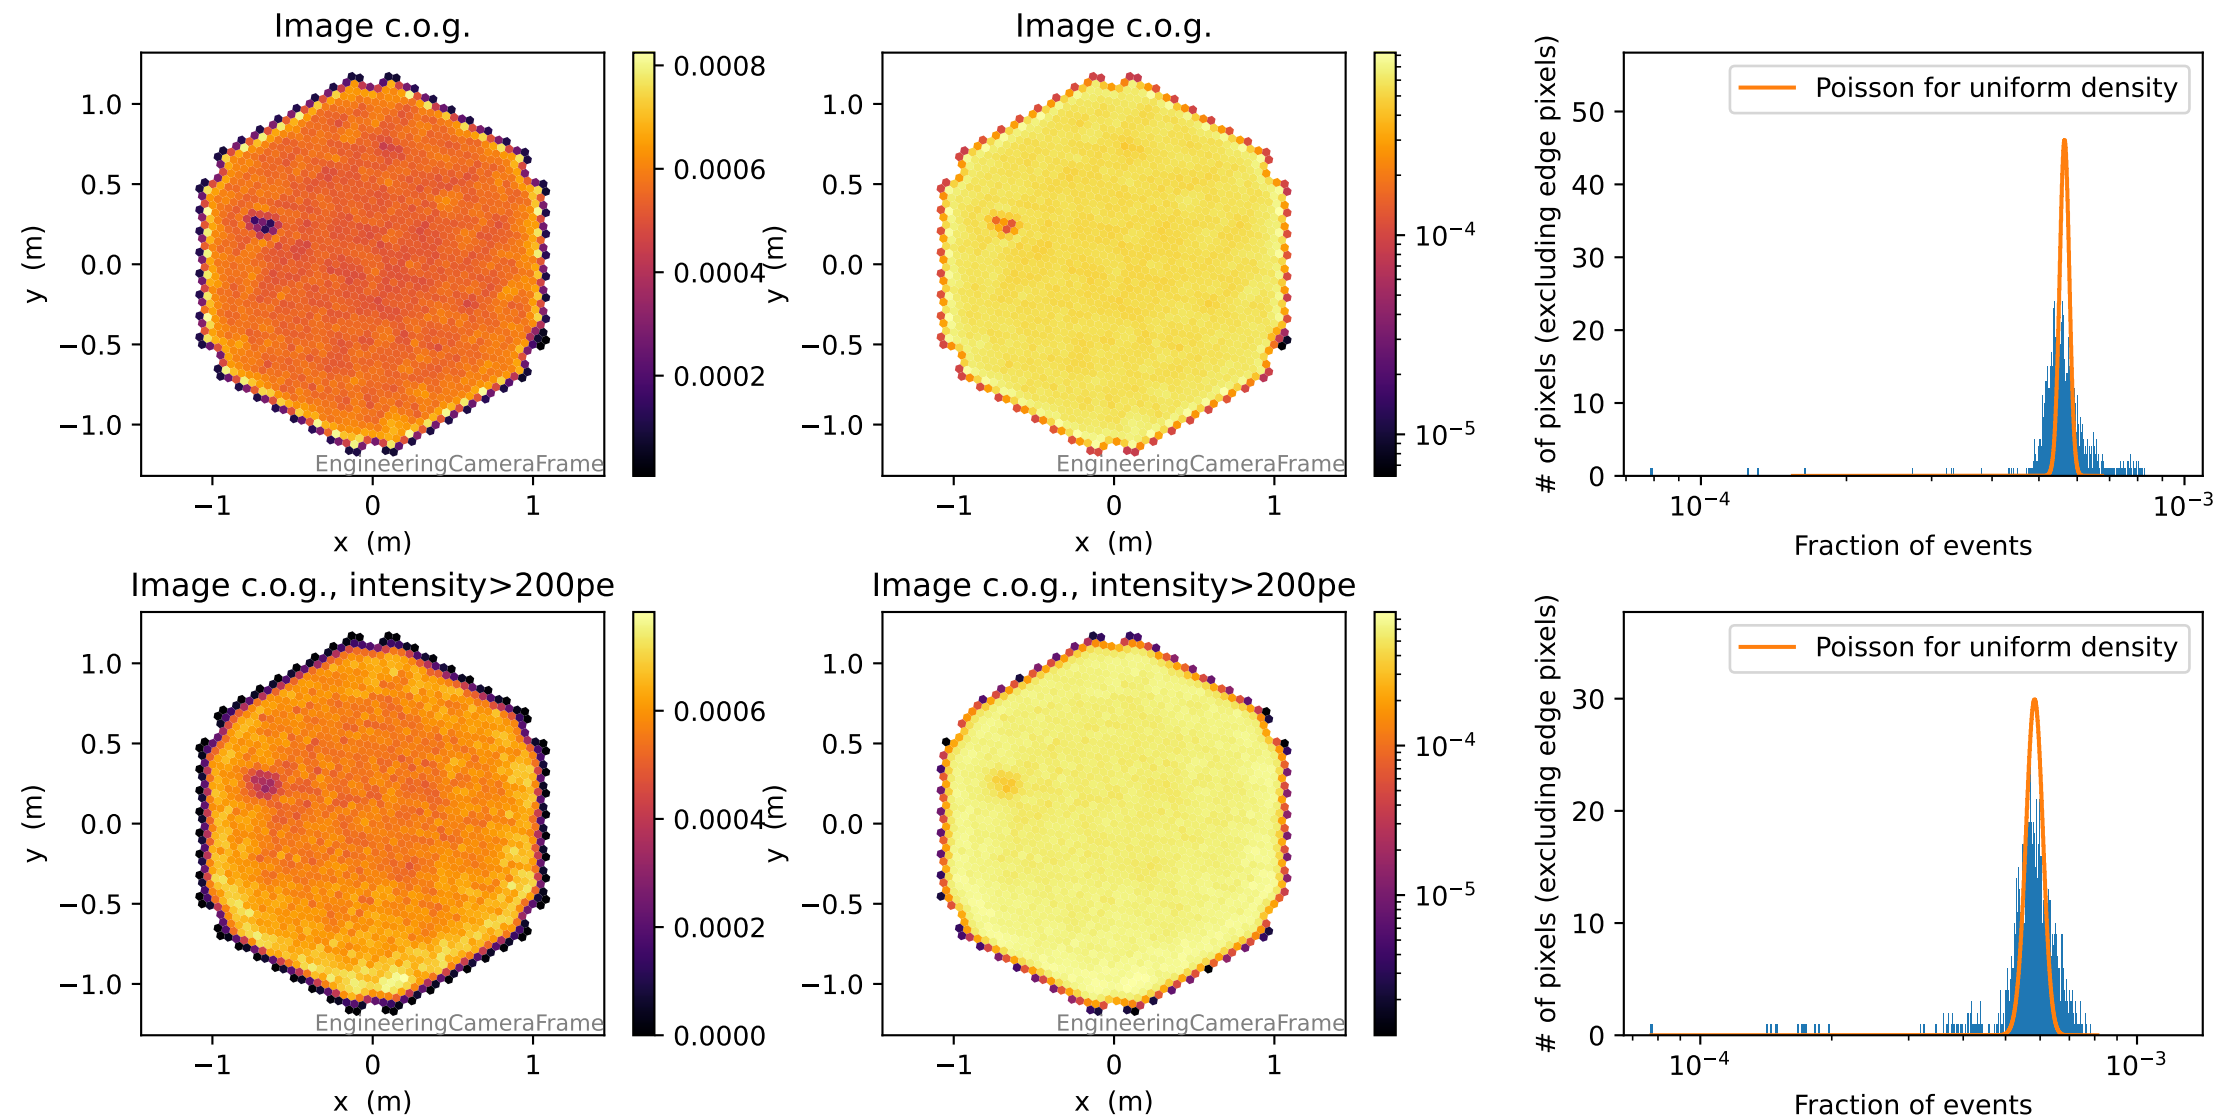 Image c.o.g.
1.0
0.5
0.0
−0.5
−1.0
y (m)
−1
0
1
x (m)
EngineeringCameraFrame
0.0008
0.0006
0.0004
0.0002
Image c.o.g.
1.0
0.5
0.0
−0.5
−1.0
y (m)
−1
0
1
x (m)
EngineeringCameraFrame
10⁻⁴
10⁻⁵
# of pixels (excluding edge pixels)
50
40
30
20
10
0
Poisson for uniform density
10⁻⁴
10⁻³
Fraction of events
Image c.o.g., intensity>200pe
1.0
0.5
0.0
−0.5
−1.0
y (m)
−1
0
1
x (m)
EngineeringCameraFrame
0.0006
0.0004
0.0002
0.0000
Image c.o.g., intensity>200pe
1.0
0.5
0.0
−0.5
−1.0
y (m)
−1
0
1
x (m)
EngineeringCameraFrame
10⁻⁴
10⁻⁵
# of pixels (excluding edge pixels)
30
20
10
0
Poisson for uniform density
10⁻⁴
10⁻³
Fraction of events